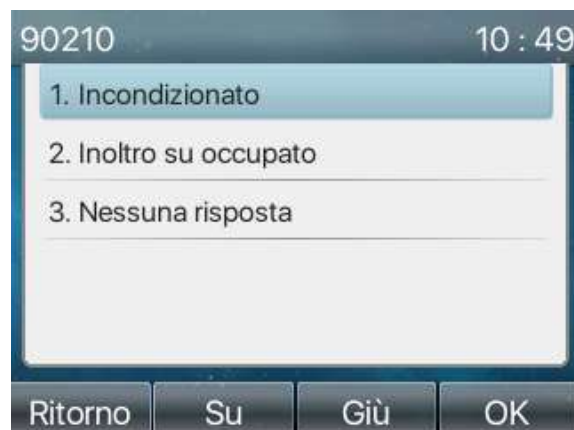 90210 10 : 49
1. Incondizionato
2. Inoltro su occupato
3. Nessuna risposta
Ritorno Su Giù OK